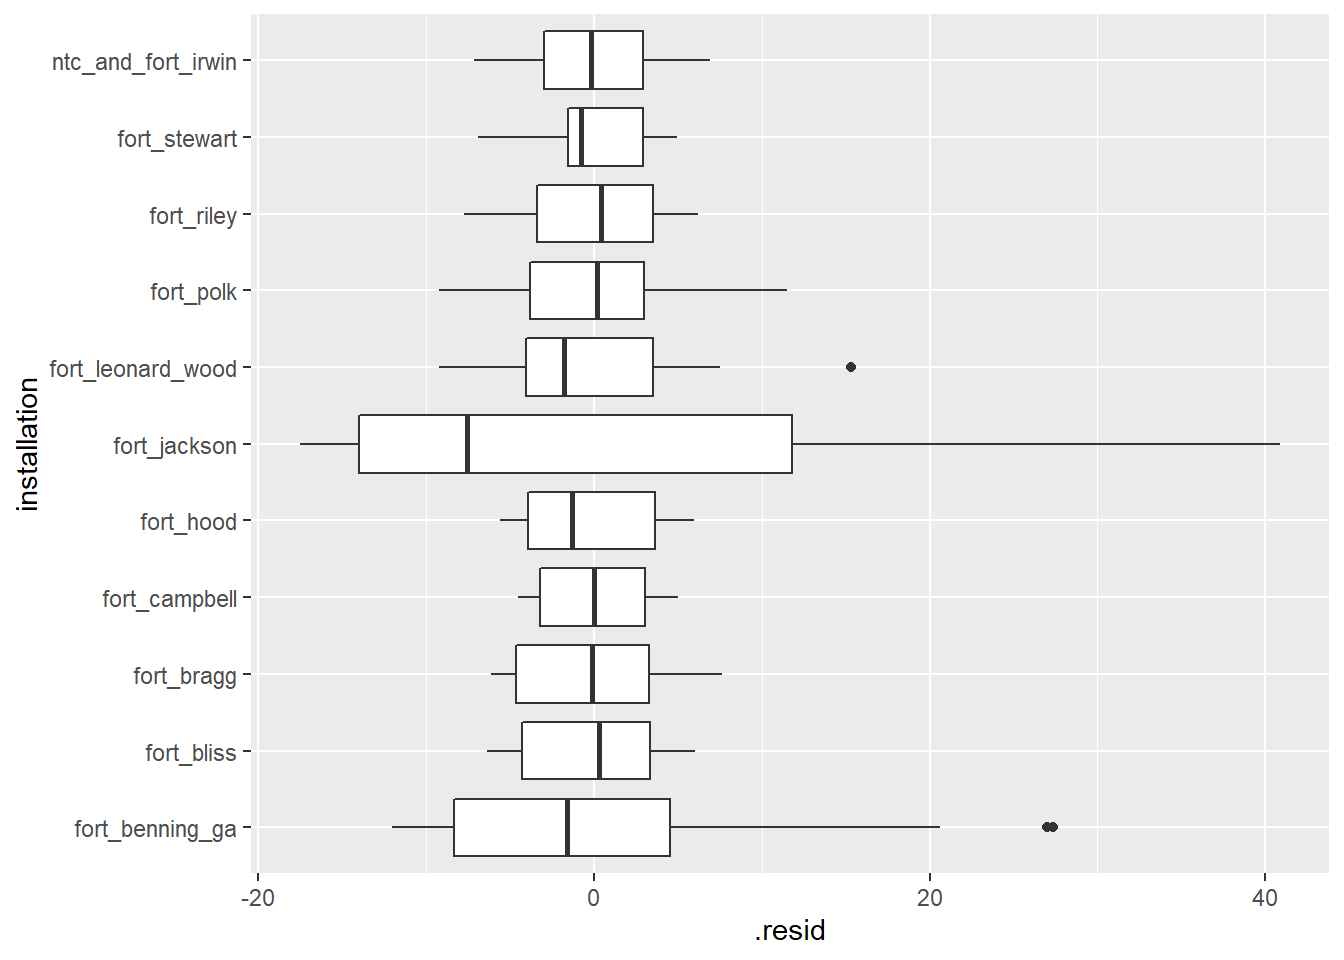 ntc_and_fort_irwin
fort_stewart
fort_riley
fort_polk
fort_leonard_wood
fort_jackson
fort_hood
fort_campbell
fort_bragg
fort_bliss
fort_benning_ga
installation
-20 0 20 40
.resid